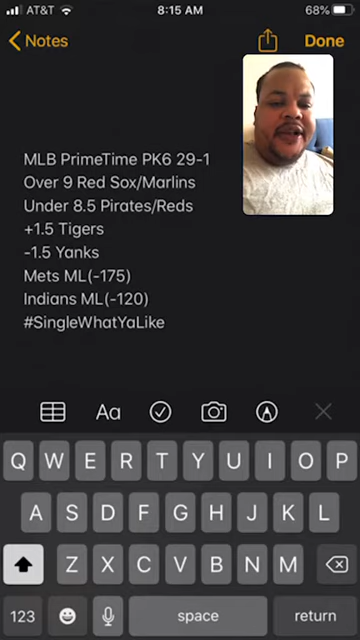 AT&T 8:15 AM 68%
Notes Done
MLB PrimeTime PK6 29-1
Over 9 Red Sox/Marlins
Under 8.5 Pirates/Reds
+1.5 Tigers
-1.5 Yanks
Mets ML(-175)
Indians ML(-120)
#SingleWhatYaLike
Aa
Q W E R T Y U I O P
A S D F G H J K L
Z X C V B N M
123 space return